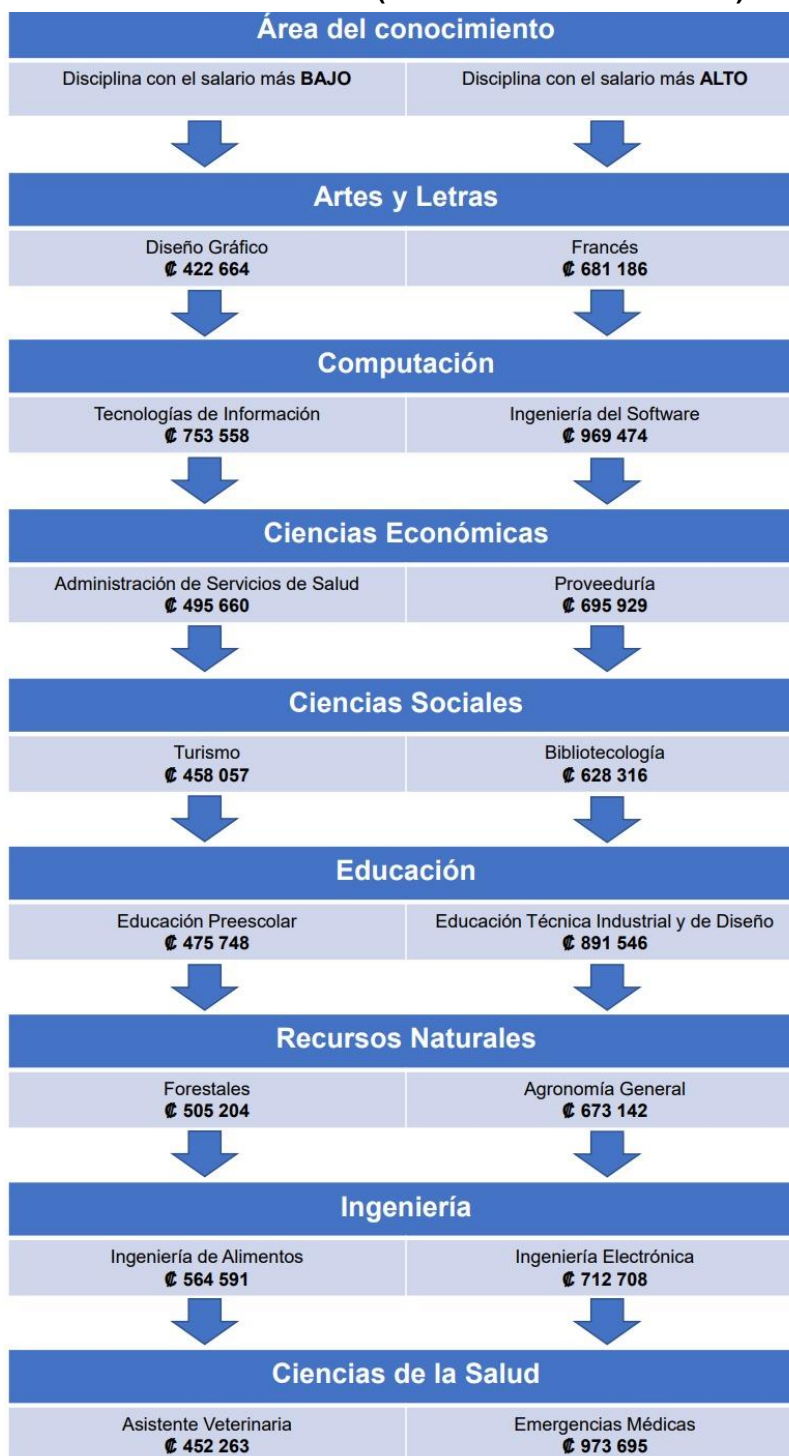 Área del conocimiento
Disciplina con el salario más BAJO
Disciplina con el salario más ALTO
Artes y Letras
Diseño Gráfico
₡ 422 664
Francés
₡ 681 186
Computación
Tecnologías de Información
₡ 753 558
Ingeniería del Software
₡ 969 474
Ciencias Económicas
Administración de Servicios de Salud
₡ 495 660
Proveeduría
₡ 695 929
Ciencias Sociales
Turismo
₡ 458 057
Bibliotecología
₡ 628 316
Educación
Educación Preescolar
₡ 475 748
Educación Técnica Industrial y de Diseño
₡ 891 546
Recursos Naturales
Forestales
₡ 505 204
Agronomía General
₡ 673 142
Ingeniería
Ingeniería de Alimentos
₡ 564 591
Ingeniería Electrónica
₡ 712 708
Ciencias de la Salud
Asistente Veterinaria
₡ 452 263
Emergencias Médicas
₡ 973 695